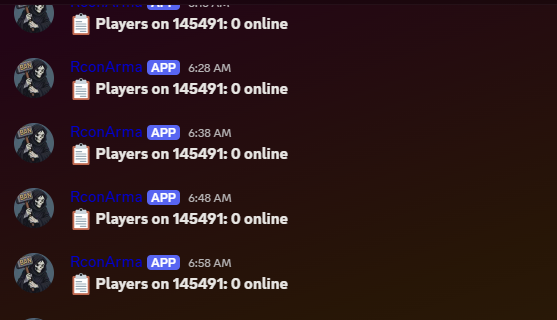 Players on 145491: 0 online
RconArma APP 6:28 AM
Players on 145491: 0 online
RconArma APP 6:38 AM
Players on 145491: 0 online
RconArma APP 6:48 AM
Players on 145491: 0 online
RconArma APP 6:58 AM
Players on 145491: 0 online